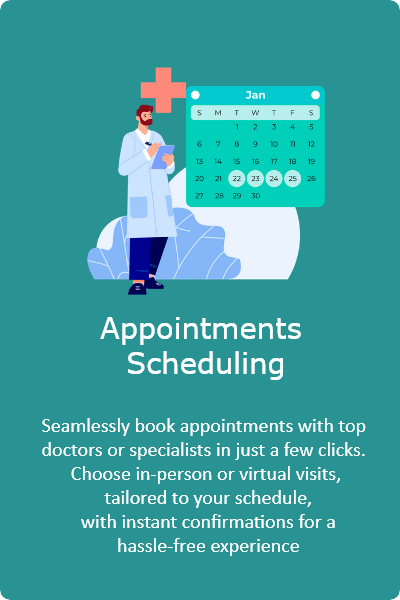 Jan
S M T W T F S
1 2 3 4 5
6 7 8 9 10 11 12
13 14 15 16 17 18 19
20 21 22 23 24 25 26
27 28 29 30
Appointments
Scheduling
Seamlessly book appointments with top
doctors or specialists in just a few clicks.
Choose in-person or virtual visits,
tailored to your schedule,
with instant confirmations for a
hassle-free experience